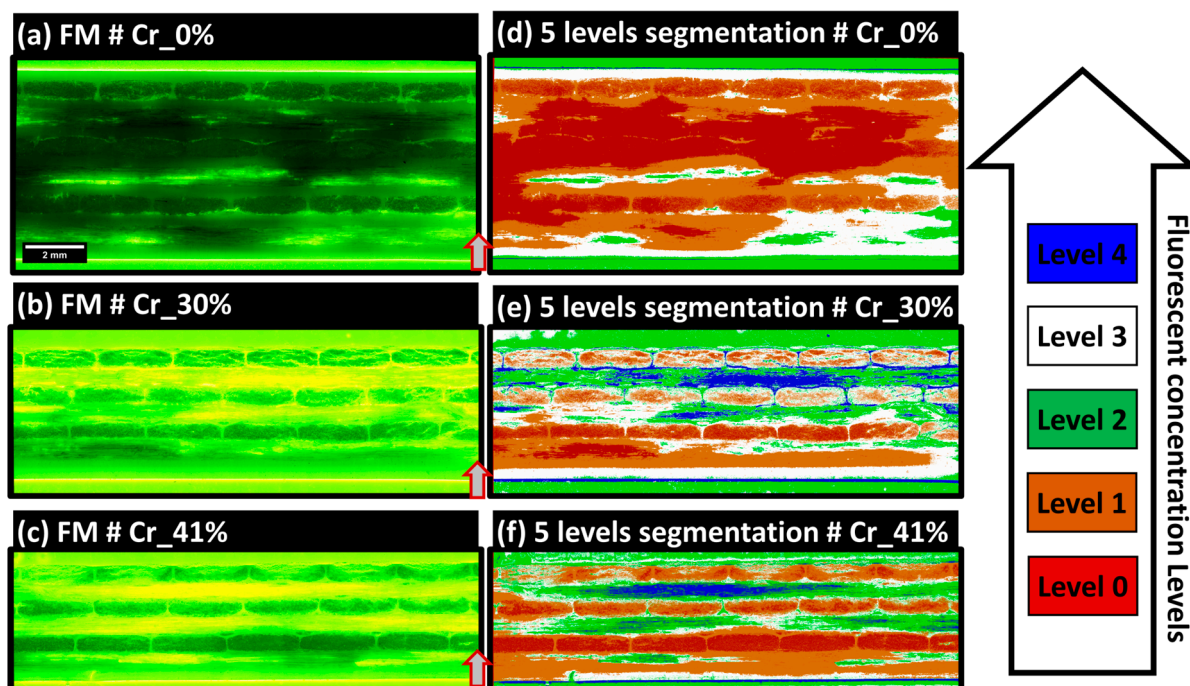 (a) FM # Cr_0%
(d) 5 levels segmentation # Cr_0%
2 mm
(b) FM # Cr_30%
(e) 5 levels segmentation # Cr_30%
(c) FM # Cr_41%
(f) 5 levels segmentation # Cr_41%
Level 4
Level 3
Level 2
Level 1
Level 0
Fluorescent concentration Levels